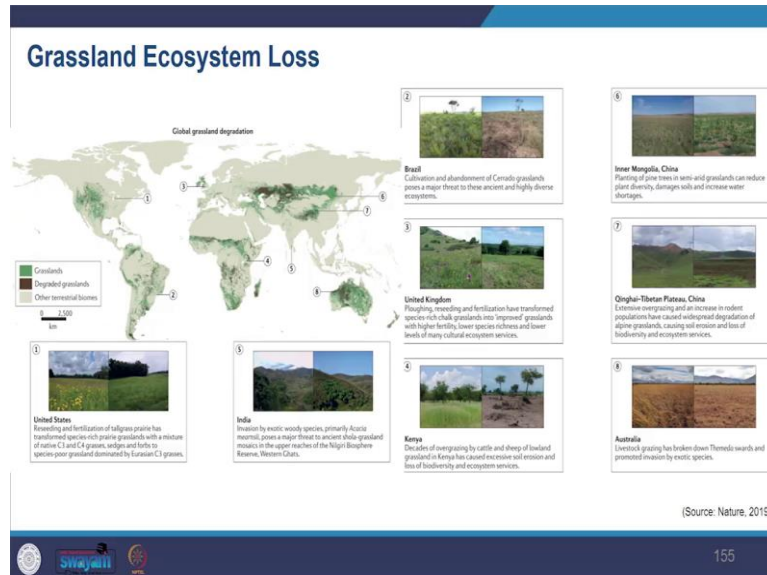 Grassland Ecosystem Loss
Global grassland degradation
1
2
3
4
5
6
7
8
Grasslands
Degraded grasslands
Other terrestrial biomes
0 2,500
km
1
United States
Reseeding and fertilization of tallgrass prairie has
transformed species-rich prairie grasslands with a mixture
of native C3 and C4 grasses, sedges and forbs to
species-poor grassland dominated by Eurasian C3 grasses.
5
India
Invasion by exotic woody species, primarily Acacia
mearnsii, poses a major threat to ancient shola-grassland
mosaics in the upper reaches of the Nilgiri Biosphere
Reserve, Western Ghats.
2
Brazil
Cultivation and abandonment of Cerrado grasslands
poses a major threat to these ancient and highly diverse
ecosystems.
3
United Kingdom
Ploughing, reseeding and fertilization have transformed
species-rich chalk grasslands into 'improved' grasslands
with higher fertility, lower species richness and lower
levels of many cultural ecosystem services.
4
Kenya
Decades of overgrazing by cattle and sheep of lowland
grassland in Kenya has caused excessive soil erosion and
loss of biodiversity and ecosystem services.
6
Inner Mongolia, China
Planting of pine trees in semi-arid grasslands can reduce
plant diversity, damages soils and increase water
shortages.
7
Qinghai–Tibetan Plateau, China
Extensive overgrazing and an increase in rodent
populations have caused widespread degradation of
alpine grasslands, causing soil erosion and loss of
biodiversity and ecosystem services.
8
Australia
Livestock grazing has broken down Themeda swards and
promoted invasion by exotic species.
(Source: Nature, 2019
swayam
NPTEL
155